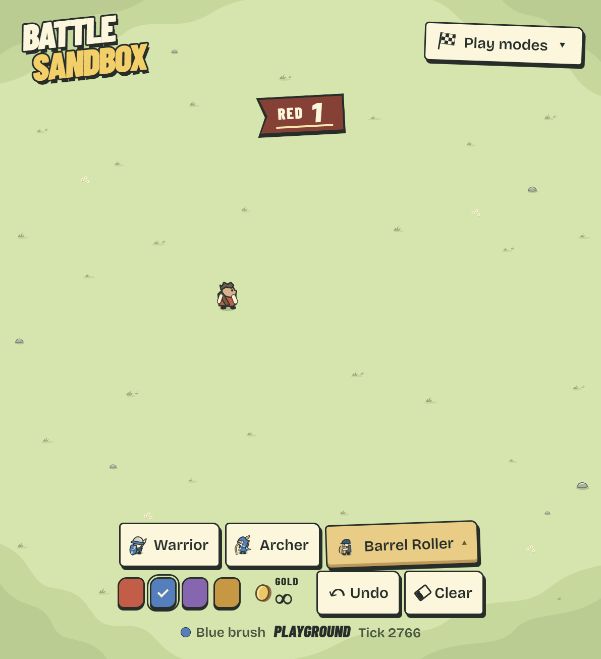 BATTLE
SANDBOX
Play modes
RED 1
Warrior
Archer
Barrel Roller
GOLD
∞
Undo
Clear
Blue brush PLAYGROUND Tick 2766